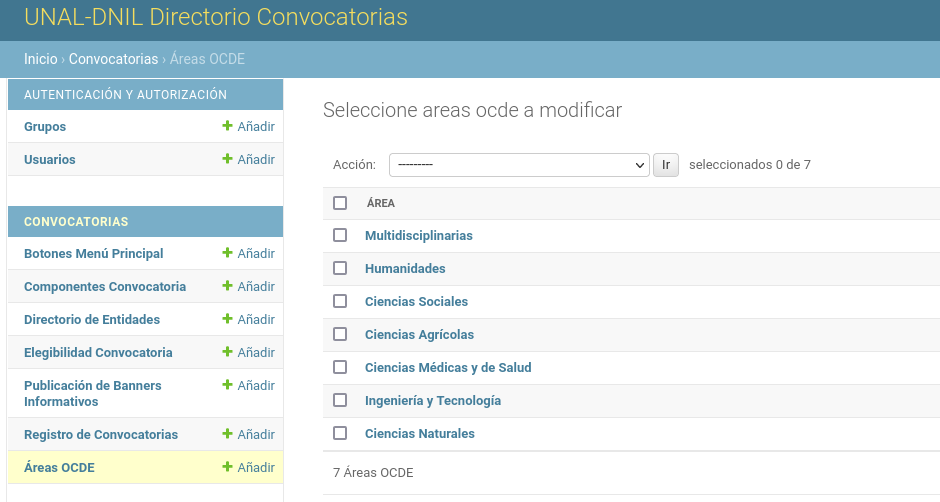 UNAL-DNIL Directorio Convocatorias
Inicio › Convocatorias › Áreas OCDE
AUTENTICACIÓN Y AUTORIZACIÓN
Grupos + Añadir
Usuarios + Añadir
CONVOCATORIAS
Botones Menú Principal + Añadir
Componentes Convocatoria + Añadir
Directorio de Entidades + Añadir
Elegibilidad Convocatoria + Añadir
Publicación de Banners + Añadir
Informativos
Registro de Convocatorias + Añadir
Áreas OCDE + Añadir
Seleccione areas ocde a modificar
Acción: --------- Ir seleccionados 0 de 7
ÁREA
Multidisciplinarias
Humanidades
Ciencias Sociales
Ciencias Agrícolas
Ciencias Médicas y de Salud
Ingeniería y Tecnología
Ciencias Naturales
7 Áreas OCDE